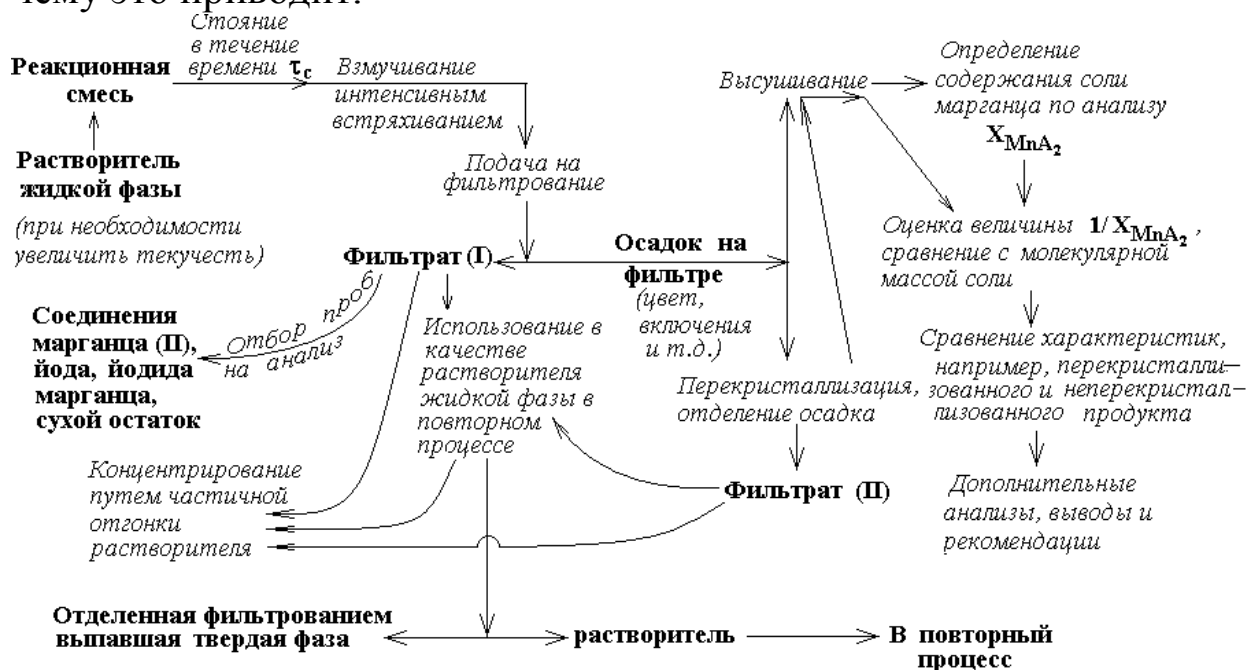 чему это приводит.
Стояние
в течение
времени τс
Реакционная
смесь
Взмучивание
интенсивным
встряхиванием
Растворитель
жидкой фазы
(при необходимости
увеличить текучесть)
Подача на
фильтрование
Фильтрат (I)
Осадок на
фильтре
(цвет,
включения
и т.д.)
Отбор проб
на анализ
Соединения
марганца (II),
йода, йодида
марганца,
сухой остаток
Использование в
качестве
растворителя
жидкой фазы в
повторном
процессе
Концентрирование
путем частичной
отгонки
растворителя
Высушивание
Определение
содержания соли
марганца по анализу
XMnA2
Оценка величины 1/XMnA2 ,
сравнение с молекулярной
массой соли
Перекристаллизация,
отделение осадка
Сравнение характеристик,
например, перекристалли–
зованного и неперекристал–
лизованного продукта
Фильтрат (II)
Дополнительные
анализы, выводы и
рекомендации
Отделенная фильтрованием
выпавшая твердая фаза
растворитель
В повторный
процесс